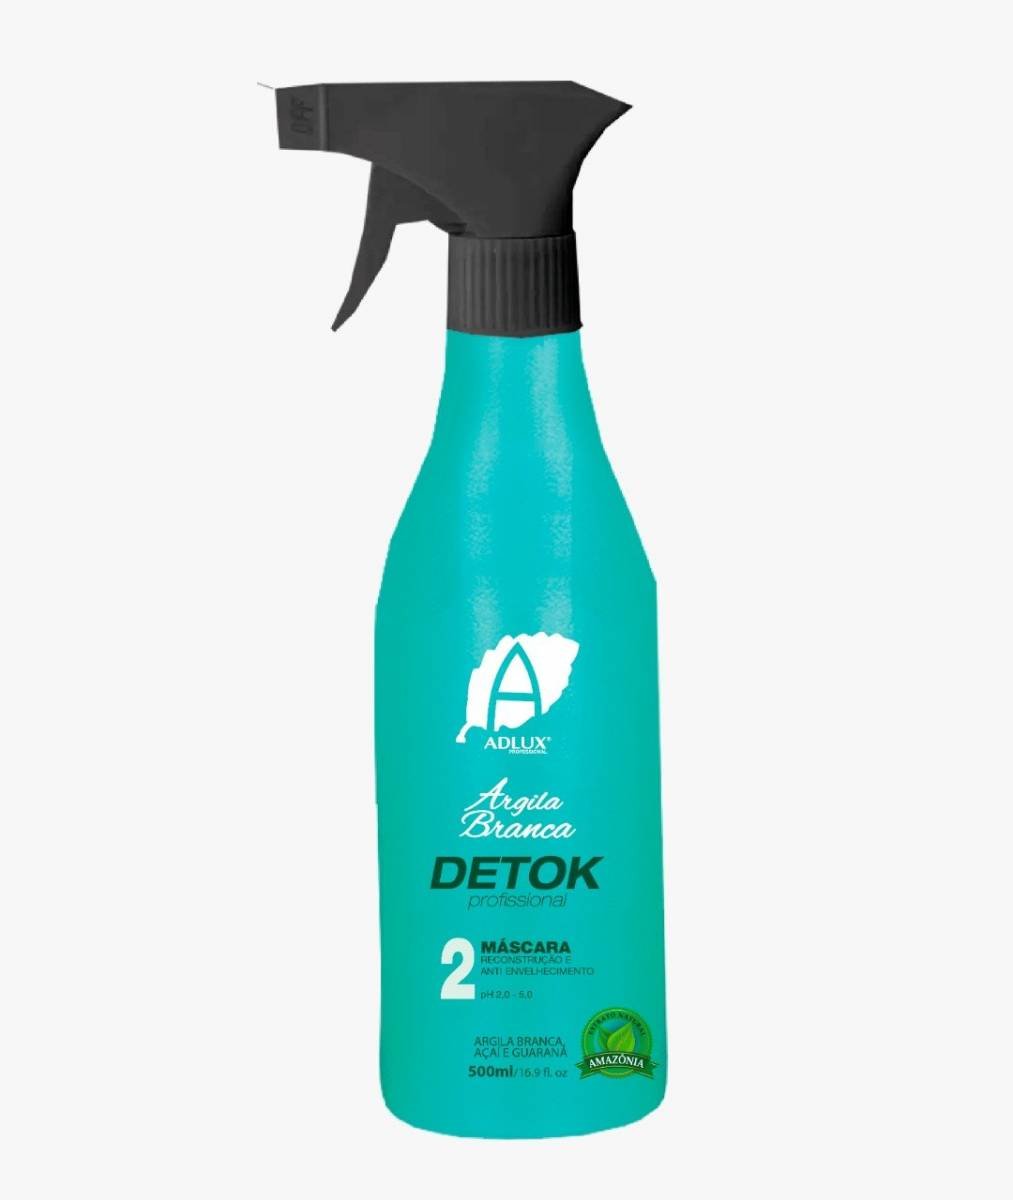 OFF
A
ADLUX®
PROFISSIONAL
Argila
Branca
DETOK
profissional
2
MÁSCARA
RECONSTRUÇÃO E
ANTI ENVELHECIMENTO
pH 2,0 - 5,0
ARGILA BRANCA,
AÇAÍ E GUARANÁ
500ml/16.9 fl. oz
EXTRATO NATURAL
AMAZÔNIA